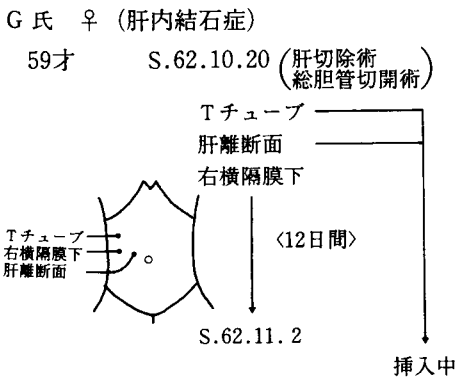 G氏 ♀ (肝内結石症)
59才 S.62.10.20 (肝切除術
総胆管切開術)
Tチューブ
肝離断面
右横隔膜下
Tチューブ
右横隔膜下
肝離断面
〈12日間〉
S.62.11.2
挿入中